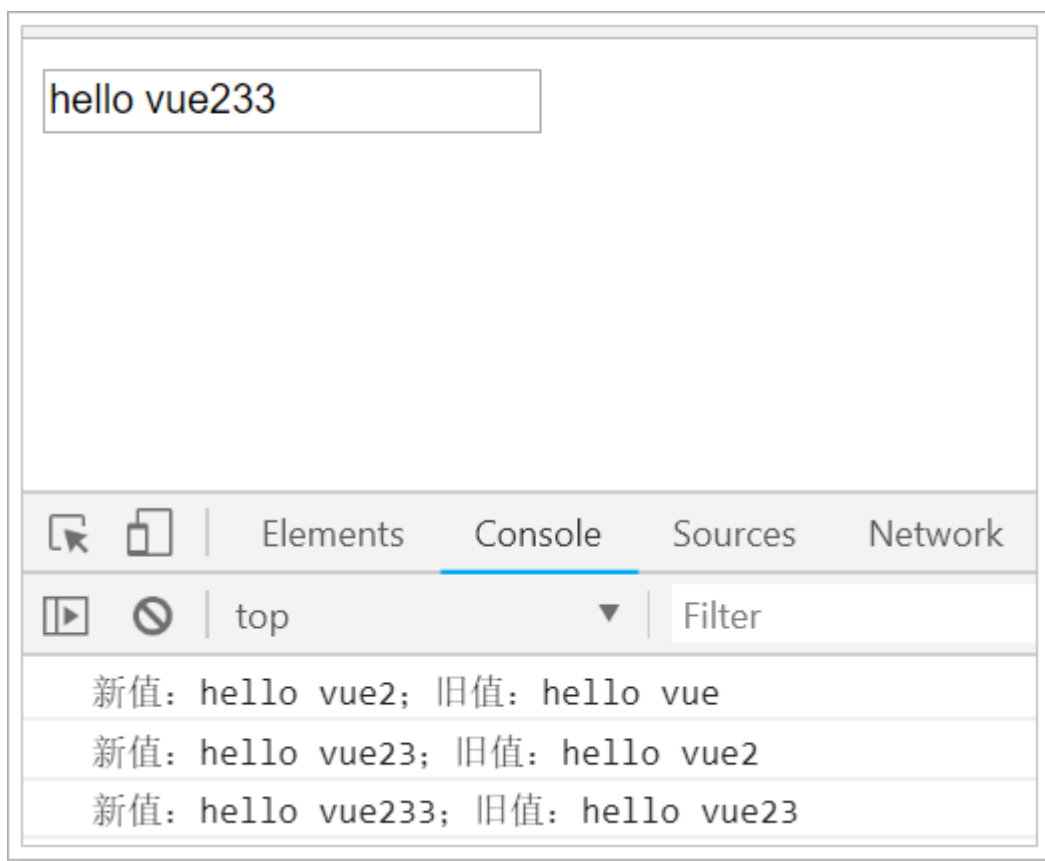 hello vue233
Elements Console Sources Network
top Filter
新值：hello vue2；旧值：hello vue
新值：hello vue23；旧值：hello vue2
新值：hello vue233；旧值：hello vue23